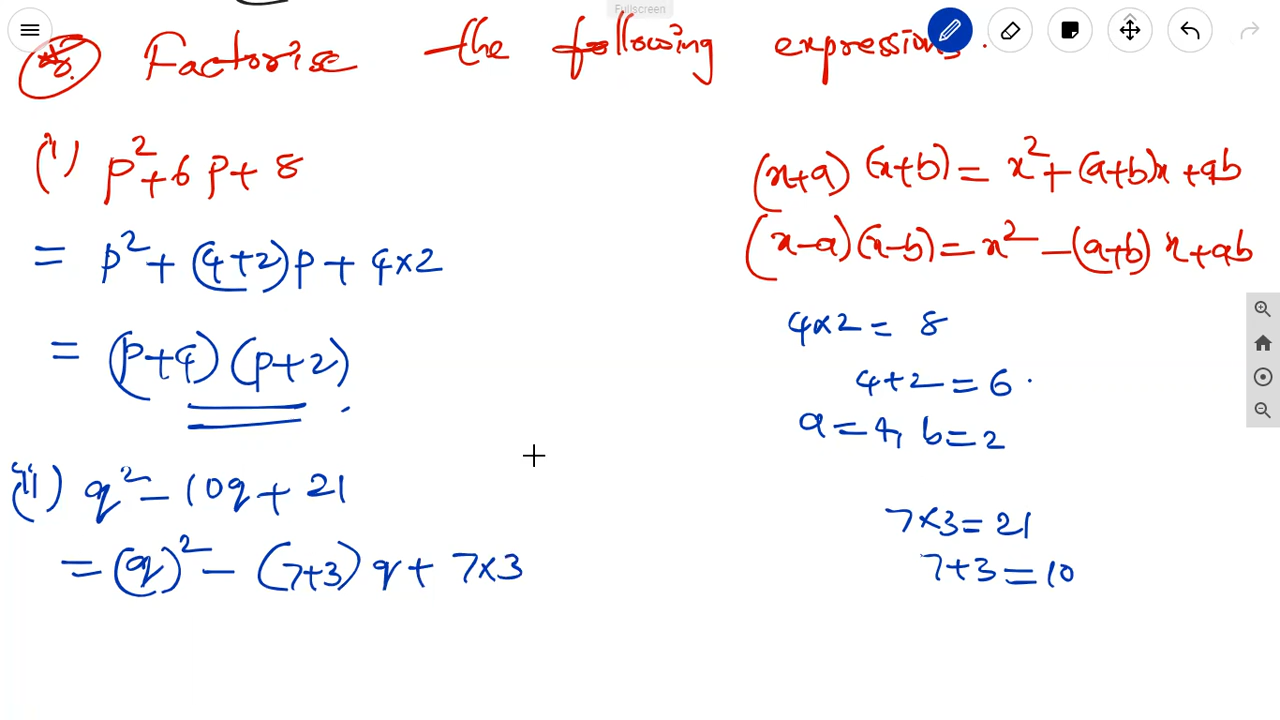 Fullscreen
Factorise the following expressions.
(i) p²+6p+8
= p²+(4+2)p+4×2
= (p+4)(p+2).
(ii) q²-10q+21
= (q)²-(7+3)q+7×3
(x+a)(x+b)=x²+(a+b)x+ab
(x-a)(x-b)=x²-(a+b)x+ab
4×2=8
4+2=6.
a=4, b=2
7×3=21
7+3=10